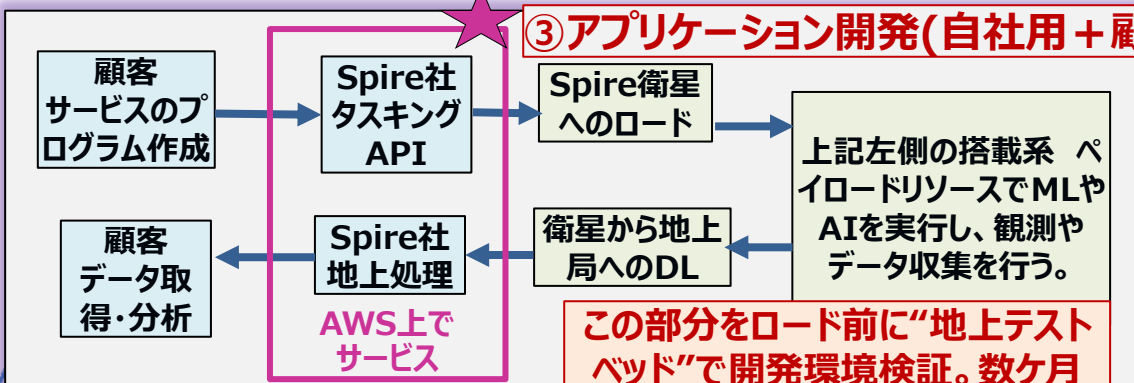 ③アプリケーション開発(自社用＋顧
顧客
サービスのプ
ログラム作成
Spire社
タスキング
API
Spire衛星
へのロード
上記左側の搭載系 ペ
イロードリソースでMLや
AIを実行し、観測や
データ収集を行う。
顧客
データ取
得・分析
Spire社
地上処理
衛星から地上
局へのDL
AWS上で
サービス
この部分をロード前に“地上テスト
ベッド”で開発環境検証。数ケ月